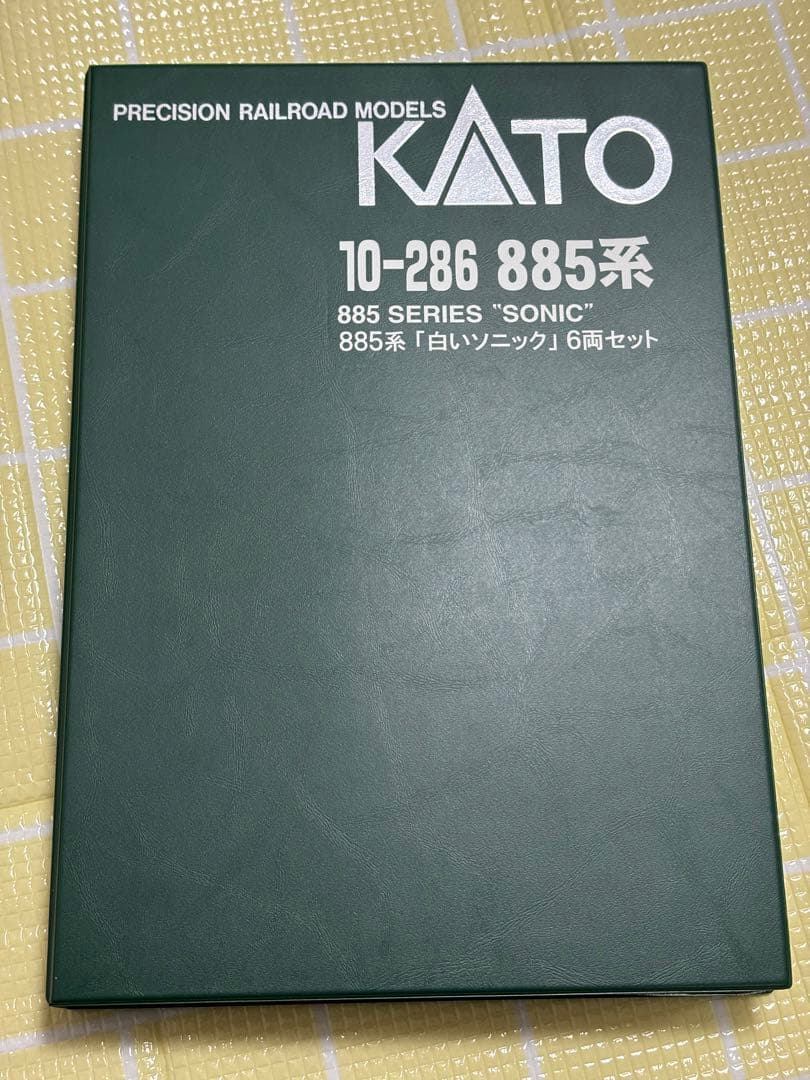 PRECISION RAILROAD MODELS
KATO
10-286 885系
885 SERIES "SONIC"
885系「白いソニック」6両セット